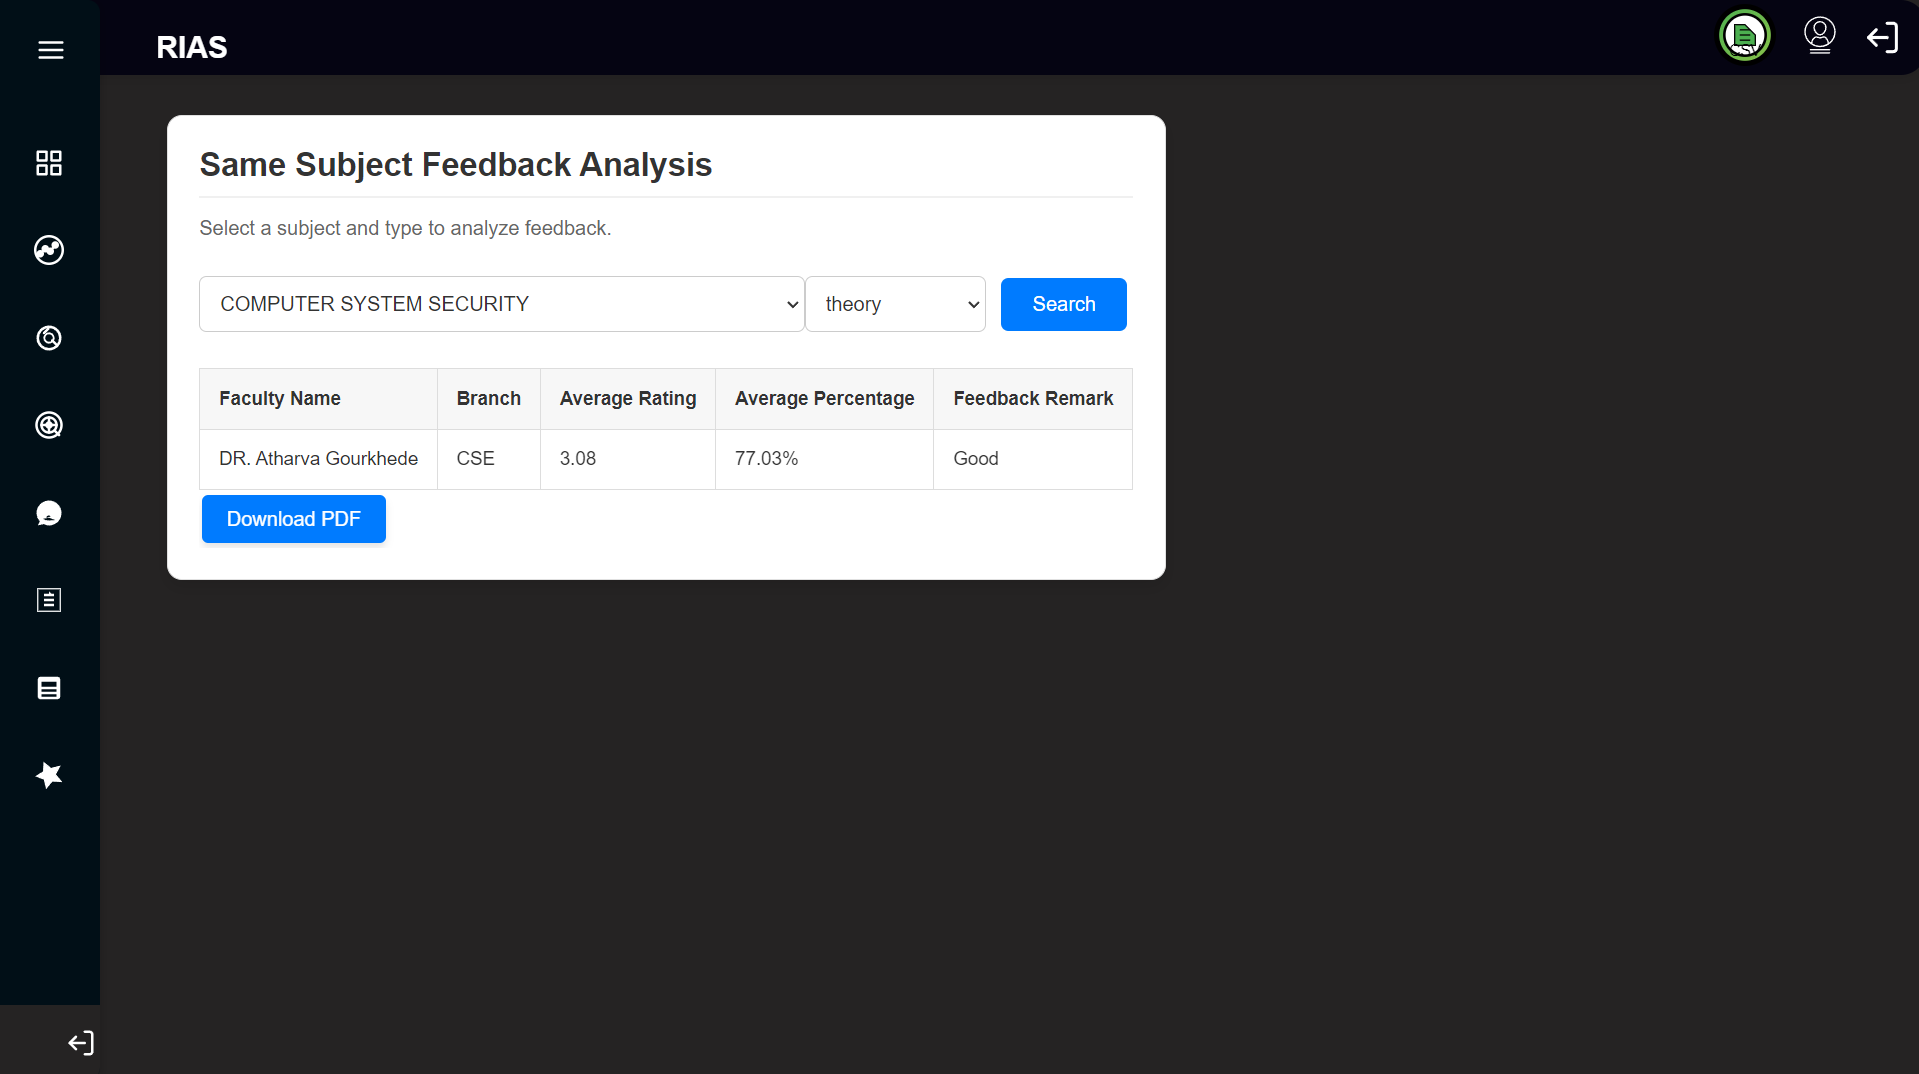 RIAS
CSV
Same Subject Feedback Analysis
Select a subject and type to analyze feedback.
COMPUTER SYSTEM SECURITY theory Search
Faculty Name Branch Average Rating Average Percentage Feedback Remark
DR. Atharva Gourkhede CSE 3.08 77.03% Good
Download PDF